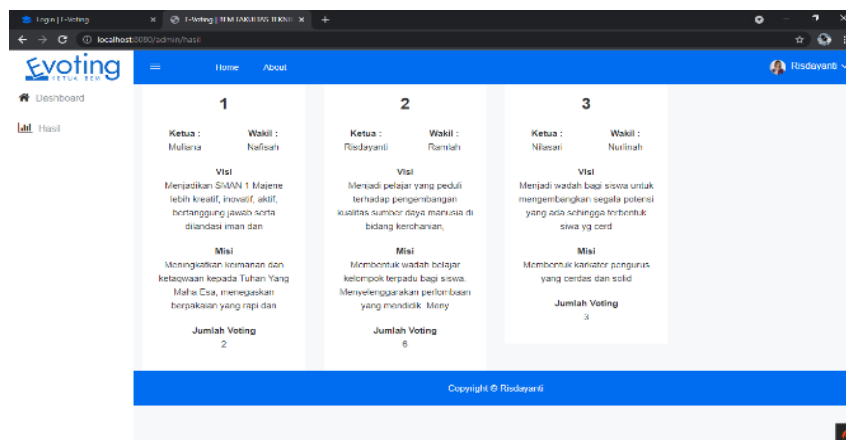 Login | E-Voting
E-Voting | BEM FAKULTAS TEKNI
localhost:8080/admin/hasil
Evoting
KETUA BEM
Home About
Risdayanti
Dashboard
Hasil
1
Ketua : Wakil :
Muliana Nafisah
Visi
Menjadikan SMAN 1 Majene
lebih kreatif, inovatif, aktif,
bertanggung jawab serta
dilandasi iman dan
Misi
Meningkatkan keimanan dan
ketaqwaan kepada Tuhan Yang
Maha Esa, menegaskan
berpakaian yang rapi dan
Jumlah Voting
2
2
Ketua : Wakil :
Risdayanti Ramlah
Visi
Menjadi pelajar yang peduli
terhadap pengembangan
kualitas sumber daya manusia di
bidang kerohanian,
Misi
Membentuk wadah belajar
kelompok terpadu bagi siswa.
Menyelenggarakan perlombaan
yang mendidik. Meny
Jumlah Voting
6
3
Ketua : Wakil :
Nilasari Nurlinah
Visi
Menjadi wadah bagi siswa untuk
mengembangkan segala potensi
yang ada sehingga terbentuk
siwa yg cerd
Misi
Membentuk karkater pengurus
yang cerdas dan solid
Jumlah Voting
3
Copyright © Risdayanti